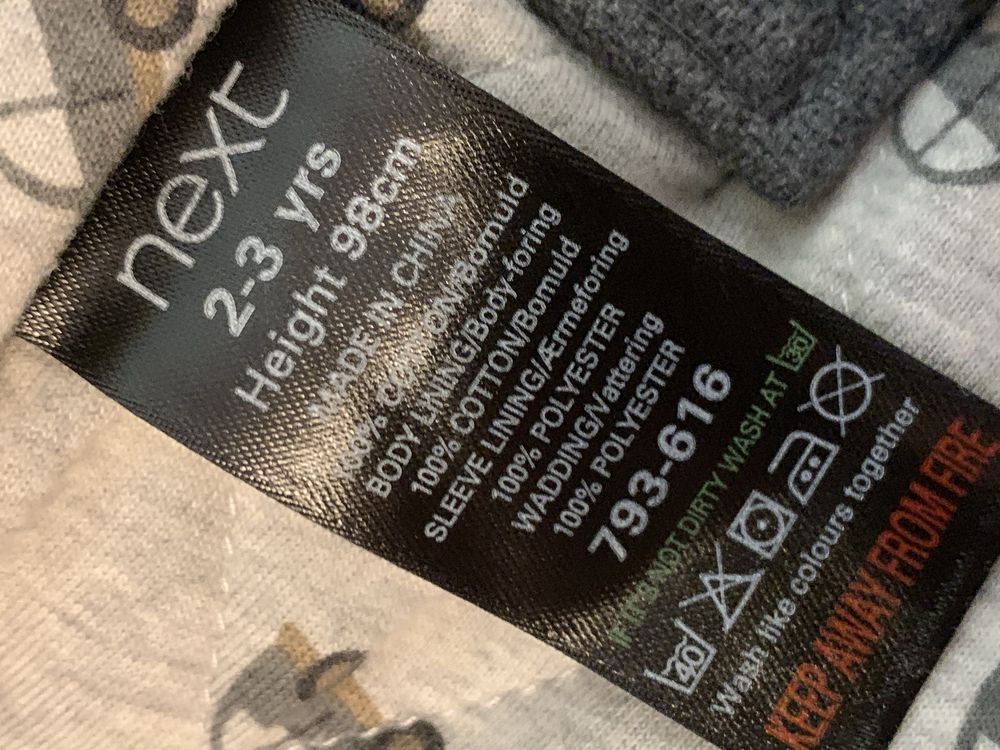 next
2-3 yrs
Height 98cm
MADE IN CHINA
100% COTTON/Bomuld
BODY LINING/Body-foring
100% COTTON/Bomuld
SLEEVE LINING/Ærmeforing
100% POLYESTER
WADDING/Vattering
100% POLYESTER
793-616
IF IT'S NOT DIRTY WASH AT 30
40
Wash like colours together
KEEP AWAY FROM FIRE